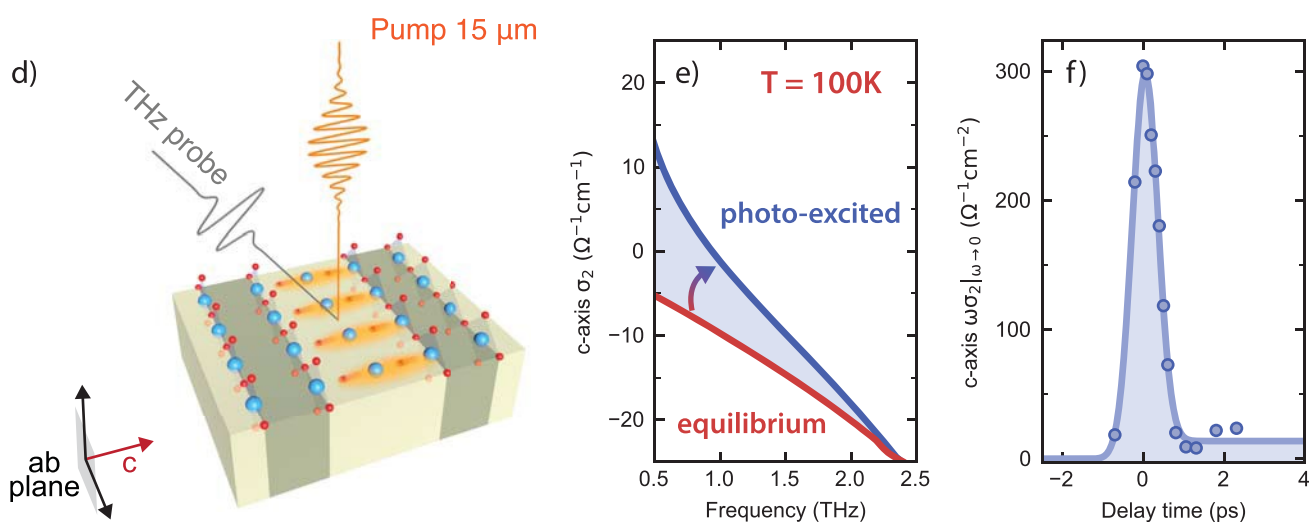 d)
Pump 15 μm
THz probe
ab
plane
c
e)
T = 100K
photo-excited
equilibrium
c-axis σ₂ (Ω⁻¹cm⁻¹)
20
10
0
−10
−20
0.5 1.0 1.5 2.0 2.5
Frequency (THz)
f)
c-axis ωσ₂|ω→0 (Ω⁻¹cm⁻²)
300
200
100
0
−2 0 2 4
Delay time (ps)